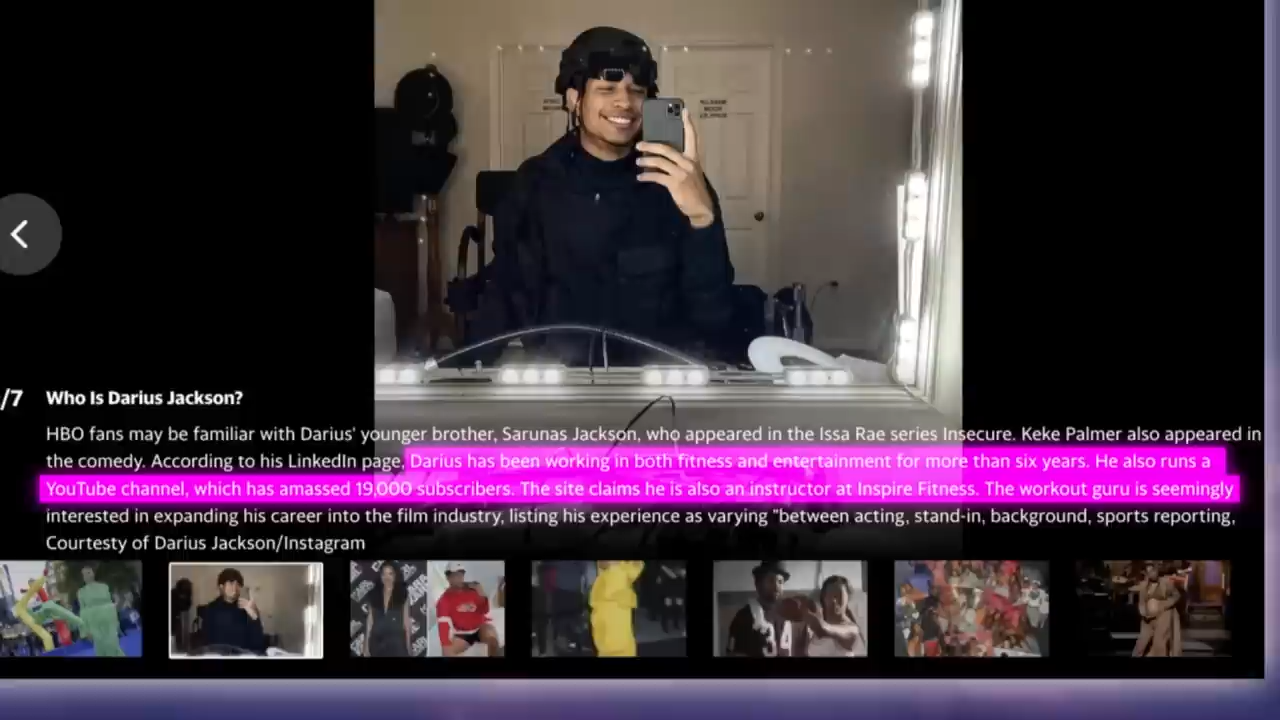 /7 Who Is Darius Jackson?
HBO fans may be familiar with Darius' younger brother, Sarunas Jackson, who appeared in the Issa Rae series Insecure. Keke Palmer also appeared in
the comedy. According to his LinkedIn page, Darius has been working in both fitness and entertainment for more than six years. He also runs a
YouTube channel, which has amassed 19,000 subscribers. The site claims he is also an instructor at Inspire Fitness. The workout guru is seemingly
interested in expanding his career into the film industry, listing his experience as varying "between acting, stand-in, background, sports reporting,
Courtesty of Darius Jackson/Instagram
34